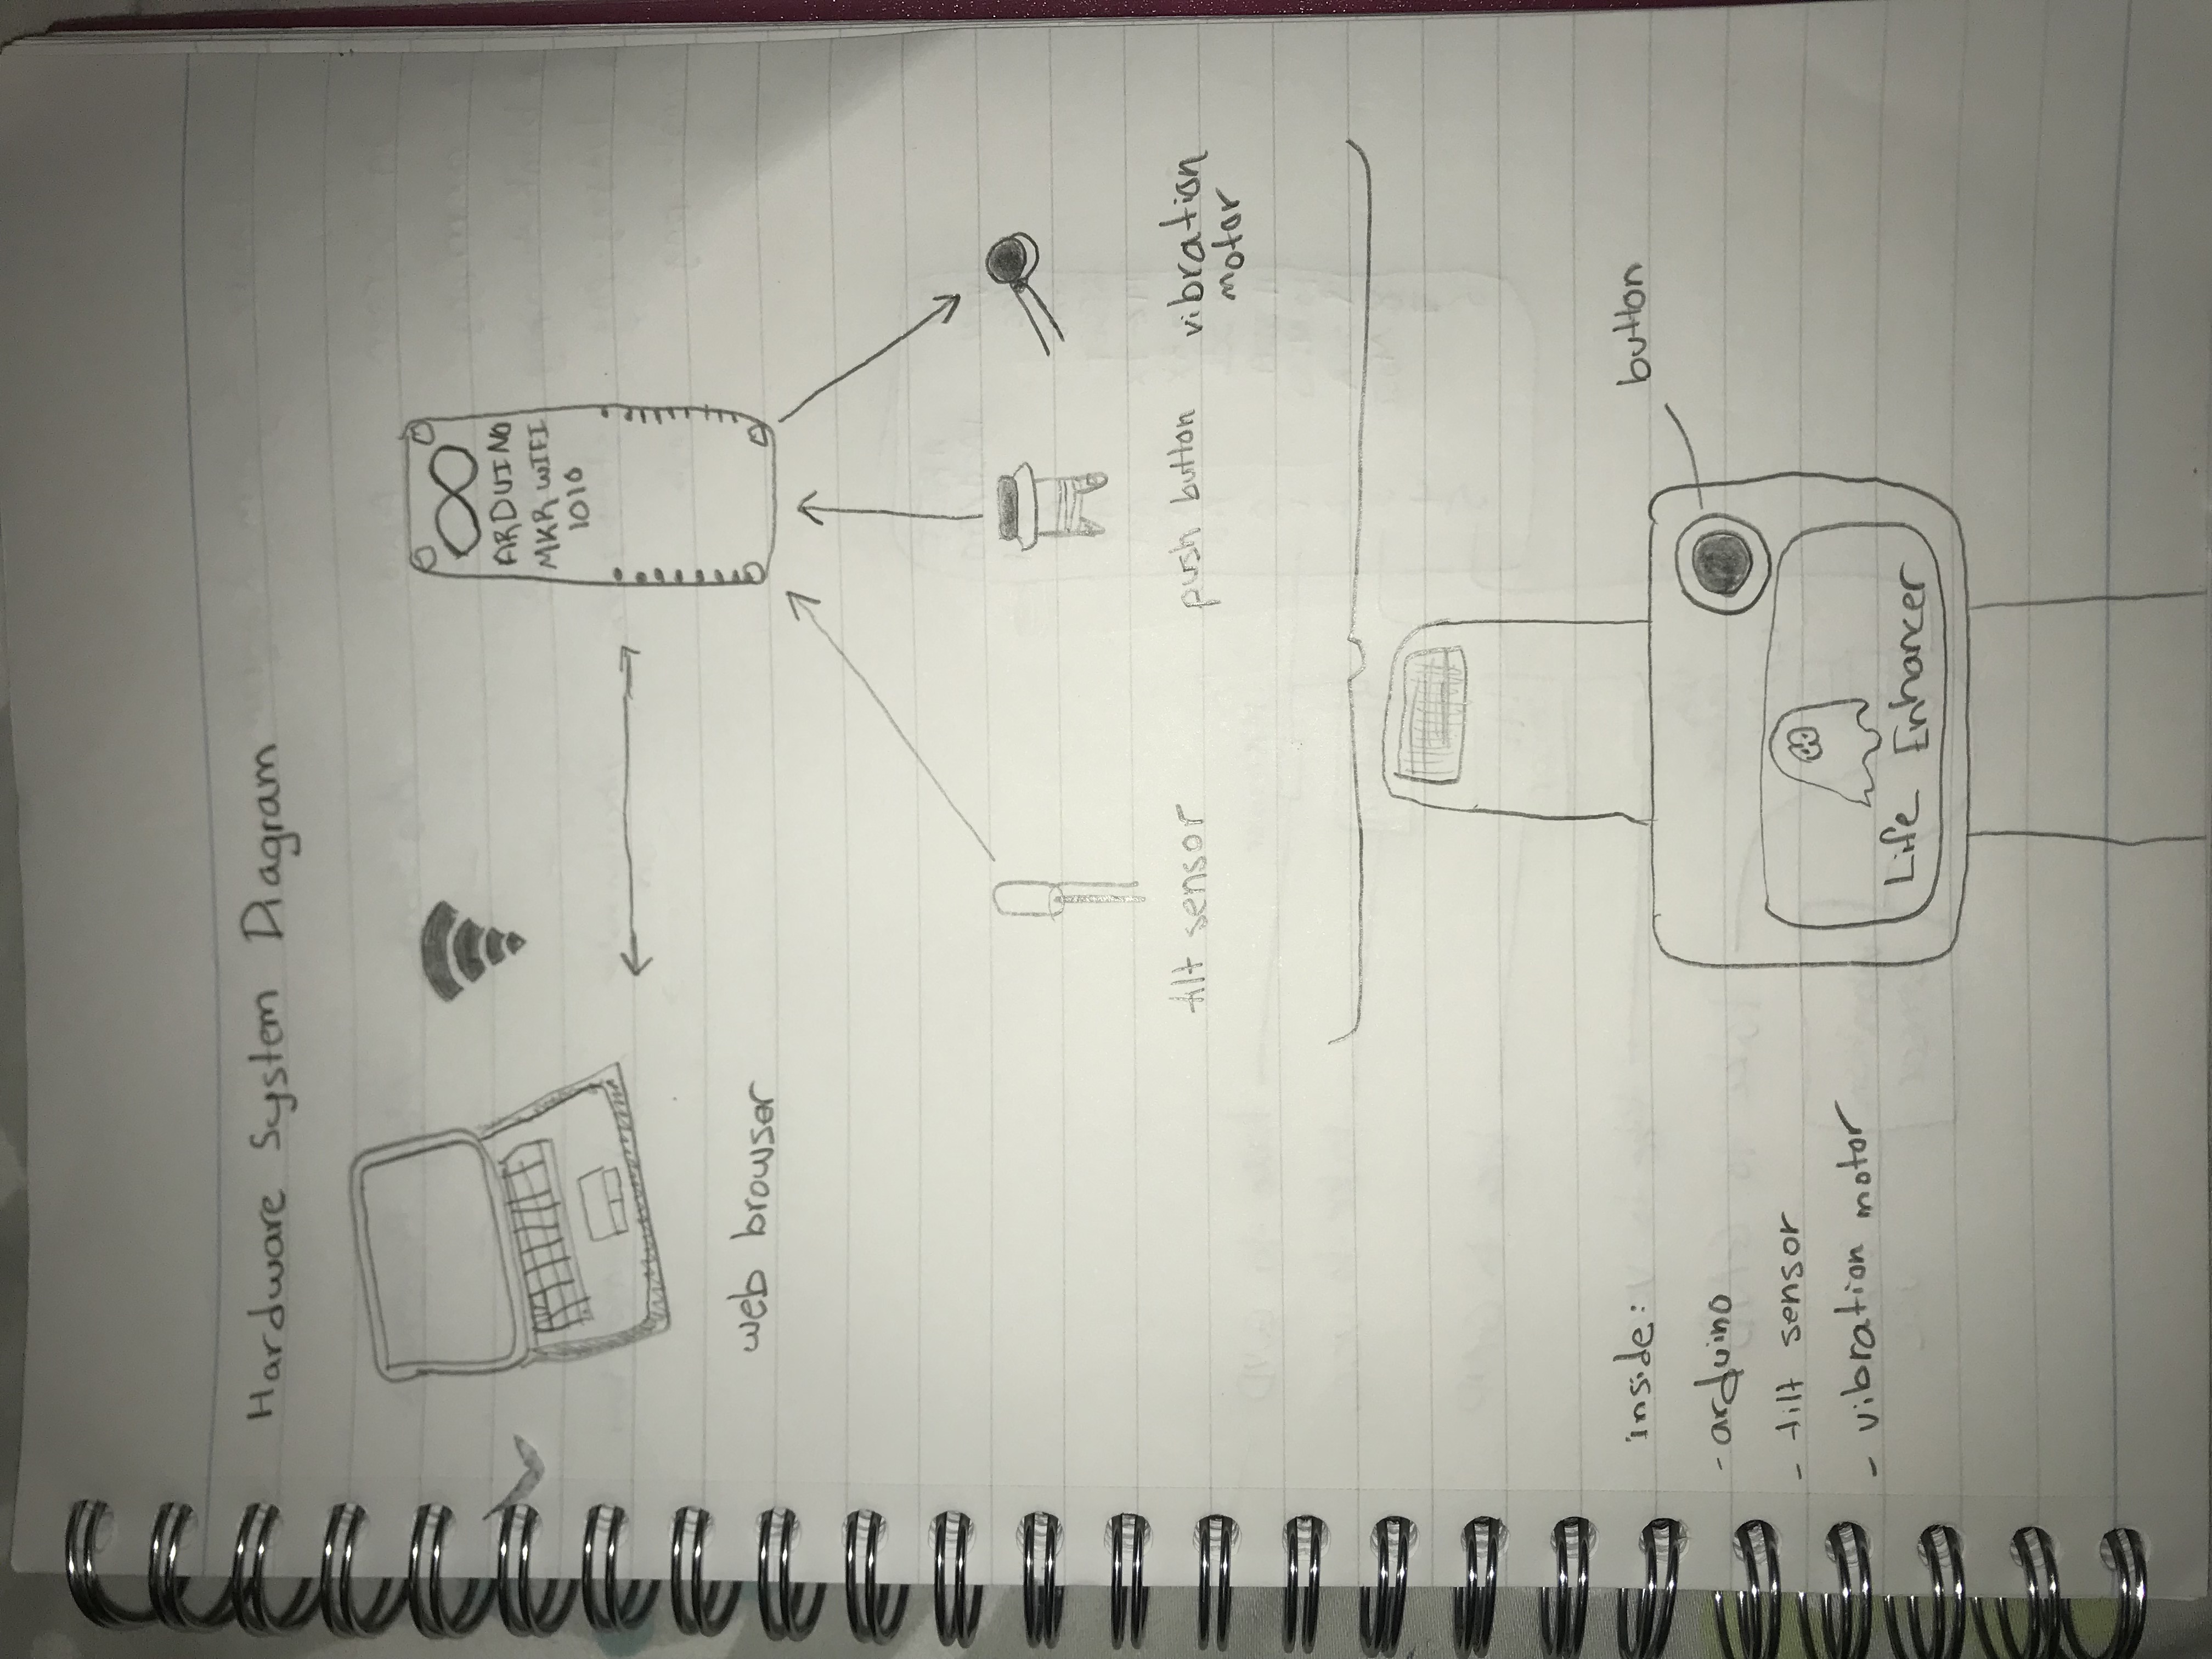 Hardware System Diagram
ARDUINO
MKR WIFI
1010
web browser
tilt sensor
push button
vibration
motor
inside:
- arduino
- tilt sensor
- vibration motor
button
Life Enhancer